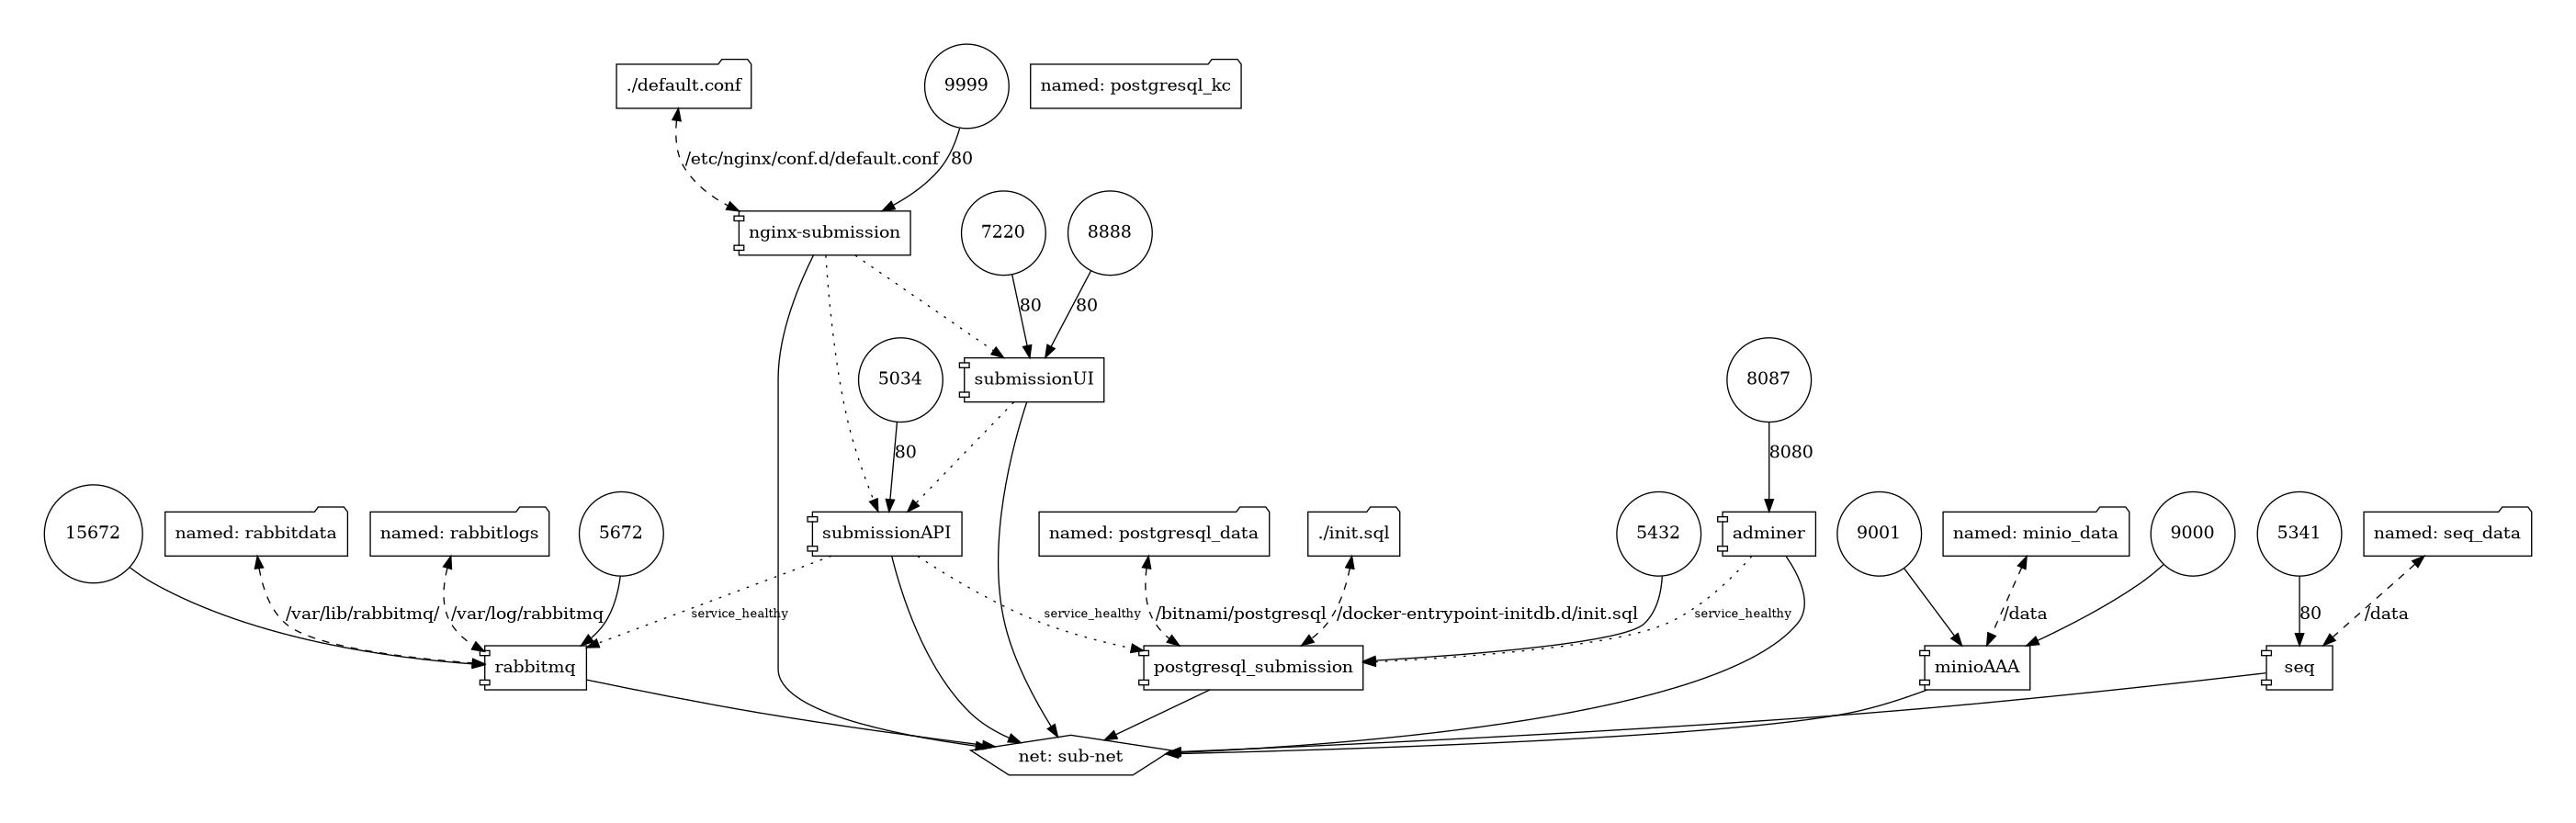 ./default.conf
9999
named: postgresql_kc
/etc/nginx/conf.d/default.conf
80
nginx-submission
7220
8888
80
80
5034
submissionUI
8087
80
8080
15672
named: rabbitdata
named: rabbitlogs
5672
submissionAPI
named: postgresql_data
./init.sql
5432
adminer
9001
named: minio_data
9000
5341
named: seq_data
/var/lib/rabbitmq/
/var/log/rabbitmq
service_healthy
service_healthy
/bitnami/postgresql
/docker-entrypoint-initdb.d/init.sql
service_healthy
/data
80
/data
rabbitmq
postgresql_submission
minioAAA
seq
net: sub-net